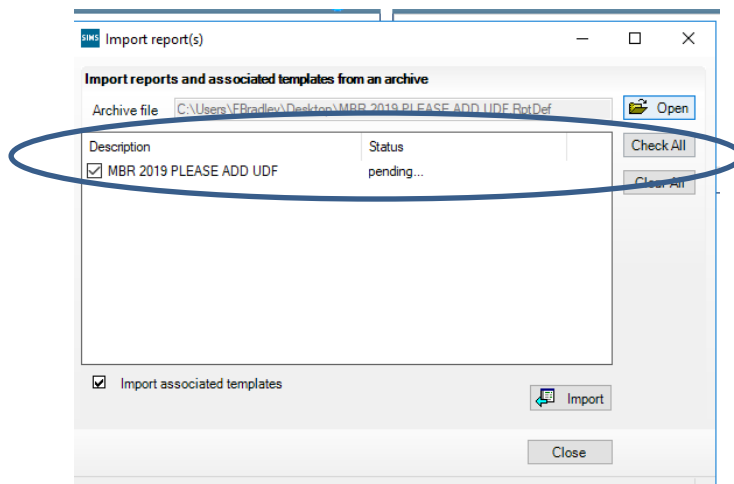 SIMS Import report(s)
Import reports and associated templates from an archive
Archive file C:\Users\FBradley\Desktop\MBR 2019 PLEASE ADD UDF.RptDef Open
Description Status Check All
MBR 2019 PLEASE ADD UDF pending...
Clear All
Import associated templates
Import
Close